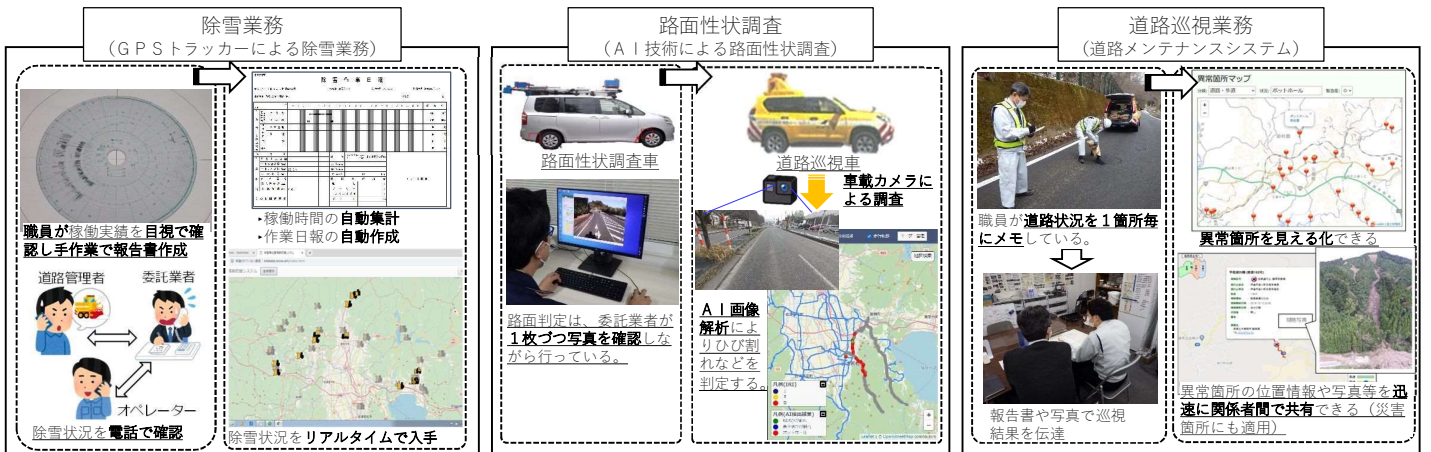 除雪業務
（ＧＰＳトラッカーによる除雪業務）
除雪作業日報
職員が稼働実績を目視で確
認し手作業で報告書作成
▸稼働時間の自動集計
▸作業日報の自動作成
道路管理者
委託業者
オペレーター
除雪状況を電話で確認
除雪状況をリアルタイムで入手
路面性状調査
（ＡＩ技術による路面性状調査）
路面性状調査車
道路巡視車
車載カメラに
よる調査
路面判定は、委託業者が
１枚づつ写真を確認しな
がら行っている。
ＡＩ画像
解析によ
りひび割
れなどを
判定する。
凡例(IRI)
道路巡視業務
（道路メンテナンスシステム）
職員が道路状況を１箇所毎
にメモしている。
報告書や写真で巡視
結果を伝達
異常箇所マップ
道路・歩道
ポットホール
異常箇所を見える化できる
異常箇所の位置情報や写真等を迅
速に関係者間で共有できる（災害
箇所にも適用）